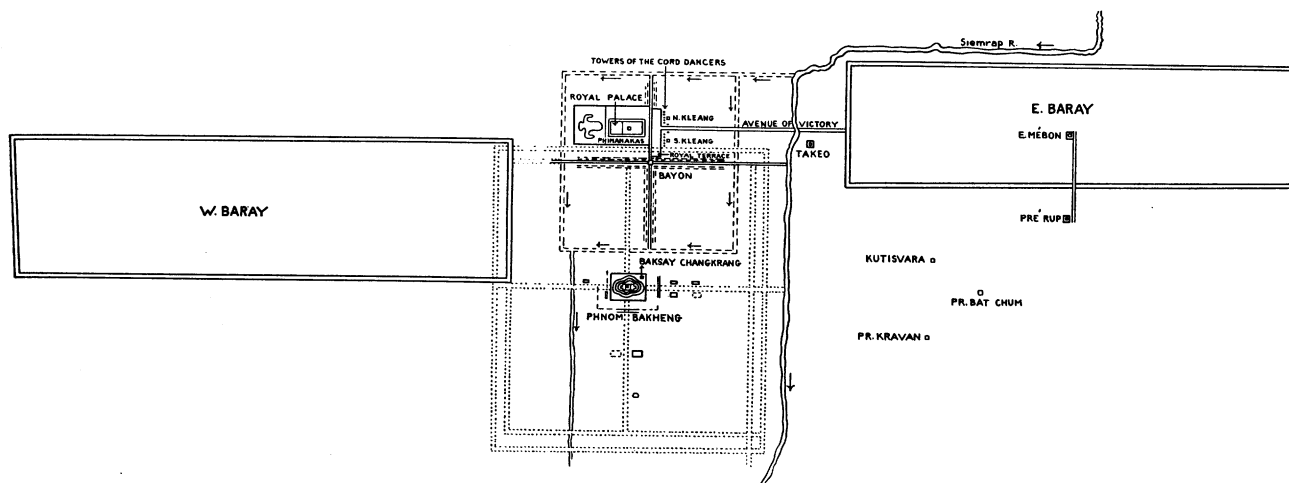 Siemrap R.
TOWERS OF THE CORD DANCERS
ROYAL PALACE
N. KLEANG
E. BARAY
AVENUE OF VICTORY
E. MÉBON
PHIMANAKAS
S. KLEANG
TAKEO
ROYAL TERRACE
BAYON
W. BARAY
PRÉ RUP
KUTISVARA
BAKSAY CHANGKRANG
PR. BAT CHUM
PHNOM BAKHENG
PR. KRAVAN